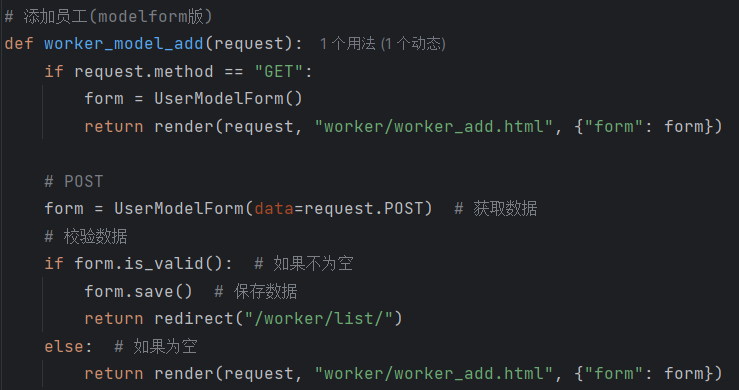 # 添加员工(modelform版)
def worker_model_add(request): 1个用法 (1个动态)
    if request.method == "GET":
        form = UserModelForm()
        return render(request, "worker/worker_add.html", {"form": form})
    # POST
    form = UserModelForm(data=request.POST)  # 获取数据
    # 校验数据
    if form.is_valid():  # 如果不为空
        form.save()  # 保存数据
        return redirect("/worker/list/")
    else:  # 如果为空
        return render(request, "worker/worker_add.html", {"form": form})